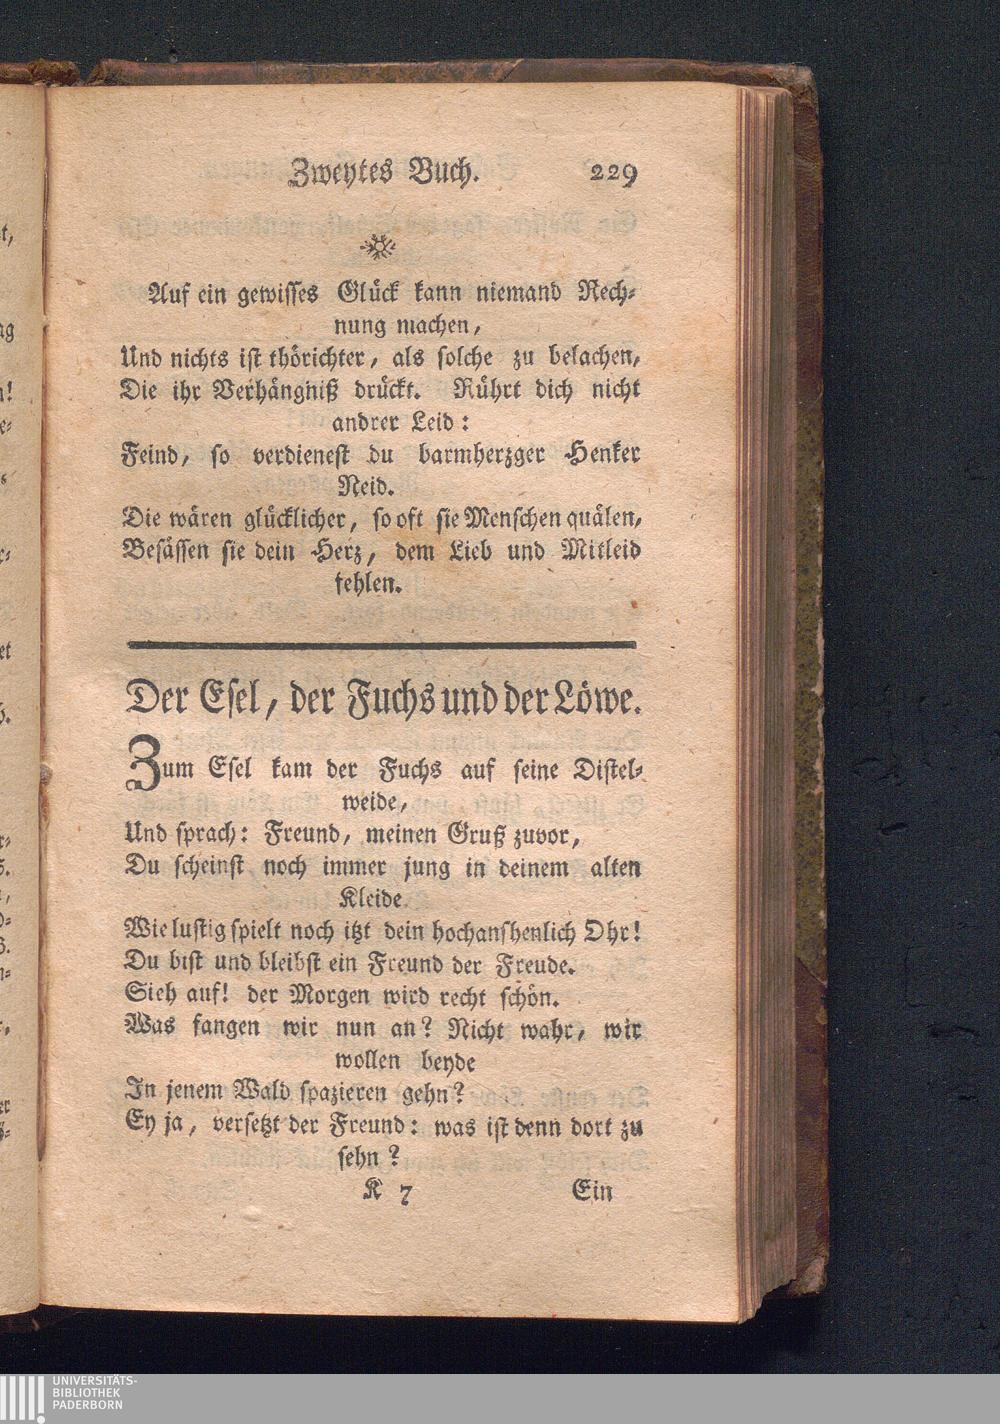 Zweytes Buch. 229
Auf ein gewisses Glück kann niemand Rech-
nung machen,
Und nichts ist thörichter, als solche zu belachen,
Die ihr Verhängniß drückt. Rührt dich nicht
andrer Leid:
Feind, so verdienest du barmherzger Henker
Neid.
Die wären glücklicher, so oft sie Menschen quälen,
Besässen sie dein Herz, dem Lieb und Mitleid
fehlen.
Der Esel, der Fuchs und der Löwe.
Zum Esel kam der Fuchs auf seine Distel-
weide,
Und sprach: Freund, meinen Gruß zuvor,
Du scheinst noch immer jung in deinem alten
Kleide.
Wie lustig spielt noch itzt dein hochansehnlich Ohr!
Du bist und bleibst ein Freund der Freude.
Sieh auf! der Morgen wird recht schön.
Was fangen wir nun an? Nicht wahr, wir
wollen beyde
In jenem Wald spazieren gehn?
Ey ja, versetzt der Freund: was ist denn dort zu
sehn?
K 7 Ein
UNIVERSITÄTS-
BIBLIOTHEK
PADERBORN